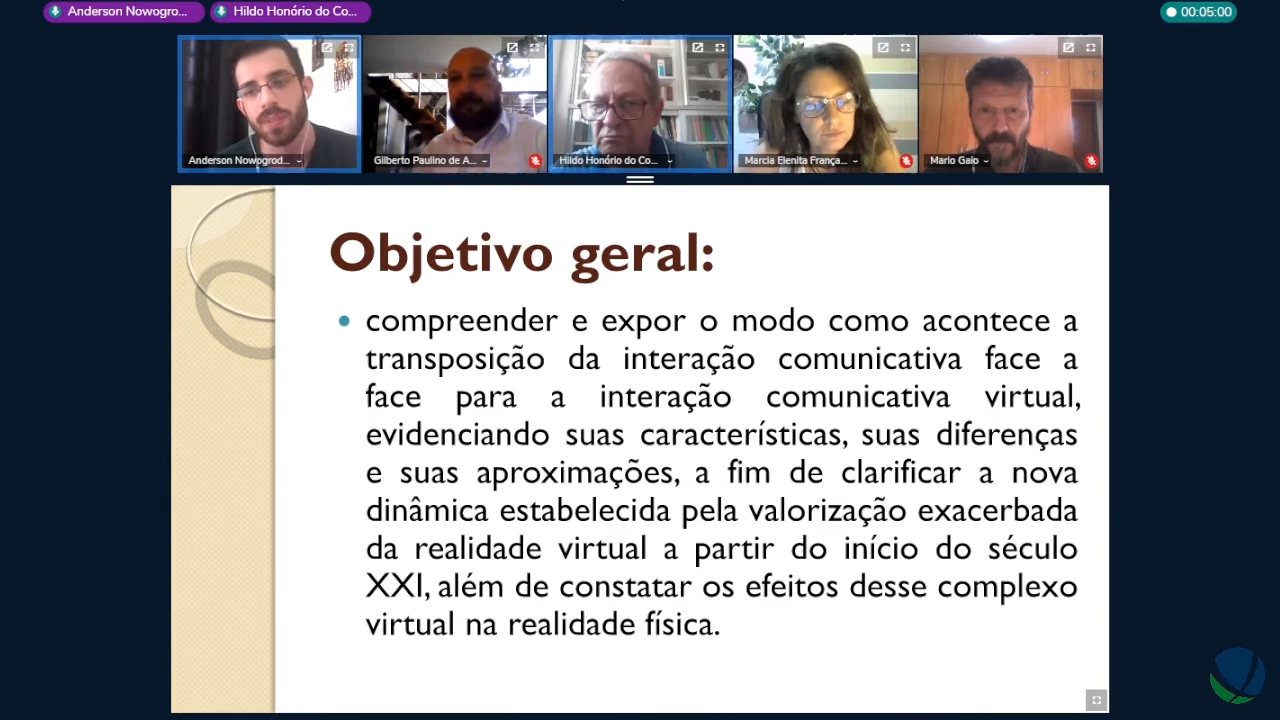 Anderson Nowogro...
Hildo Honório do Co...
00:05:00
Anderson Nowogrod...
Gilberto Paulino de A...
Hildo Honório do Co...
Marcia Elenita França...
Mario Gaio
Objetivo geral:
• compreender e expor o modo como acontece a
transposição da interação comunicativa face a
face para a interação comunicativa virtual,
evidenciando suas características, suas diferenças
e suas aproximações, a fim de clarificar a nova
dinâmica estabelecida pela valorização exacerbada
da realidade virtual a partir do início do século
XXI, além de constatar os efeitos desse complexo
virtual na realidade física.